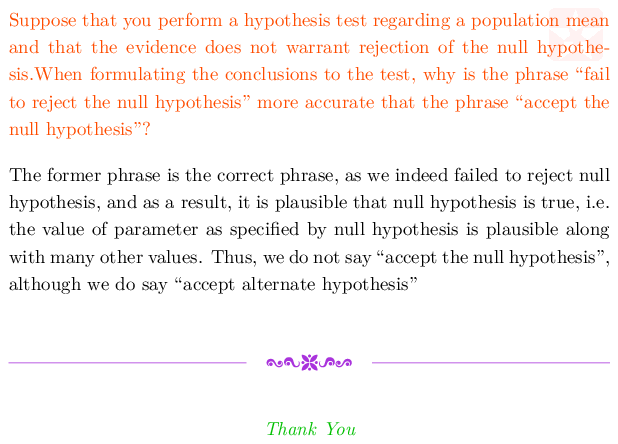 Suppose that you perform a hypothesis test regarding a population mean
and that the evidence does not warrant rejection of the null hypothe-
sis.When formulating the conclusions to the test, why is the phrase “fail
to reject the null hypothesis” more accurate that the phrase “accept the
null hypothesis”?
The former phrase is the correct phrase, as we indeed failed to reject null
hypothesis, and as a result, it is plausible that null hypothesis is true, i.e.
the value of parameter as specified by null hypothesis is plausible along
with many other values. Thus, we do not say “accept the null hypothesis”,
although we do say “accept alternate hypothesis”
Thank You